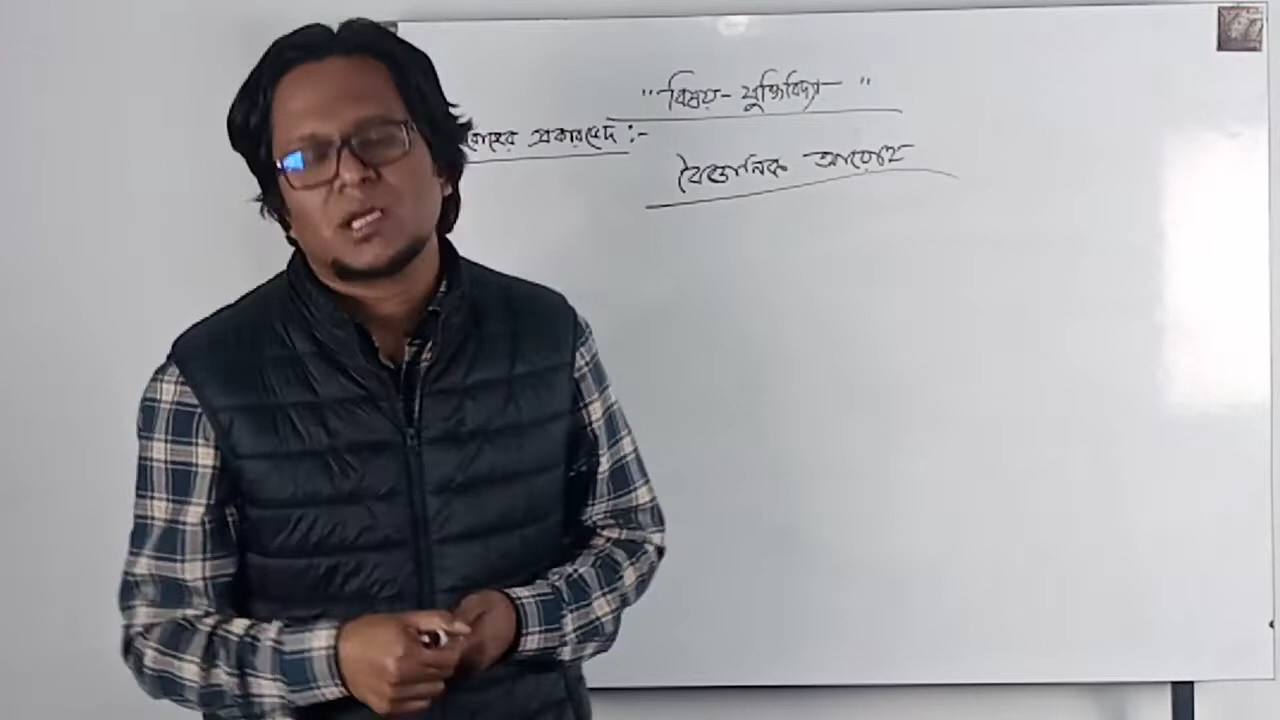 "বিষয়- যুক্তিবিদ্যা"
রোহের প্রকারভেদ :-
বৈজ্ঞানিক আরোহ